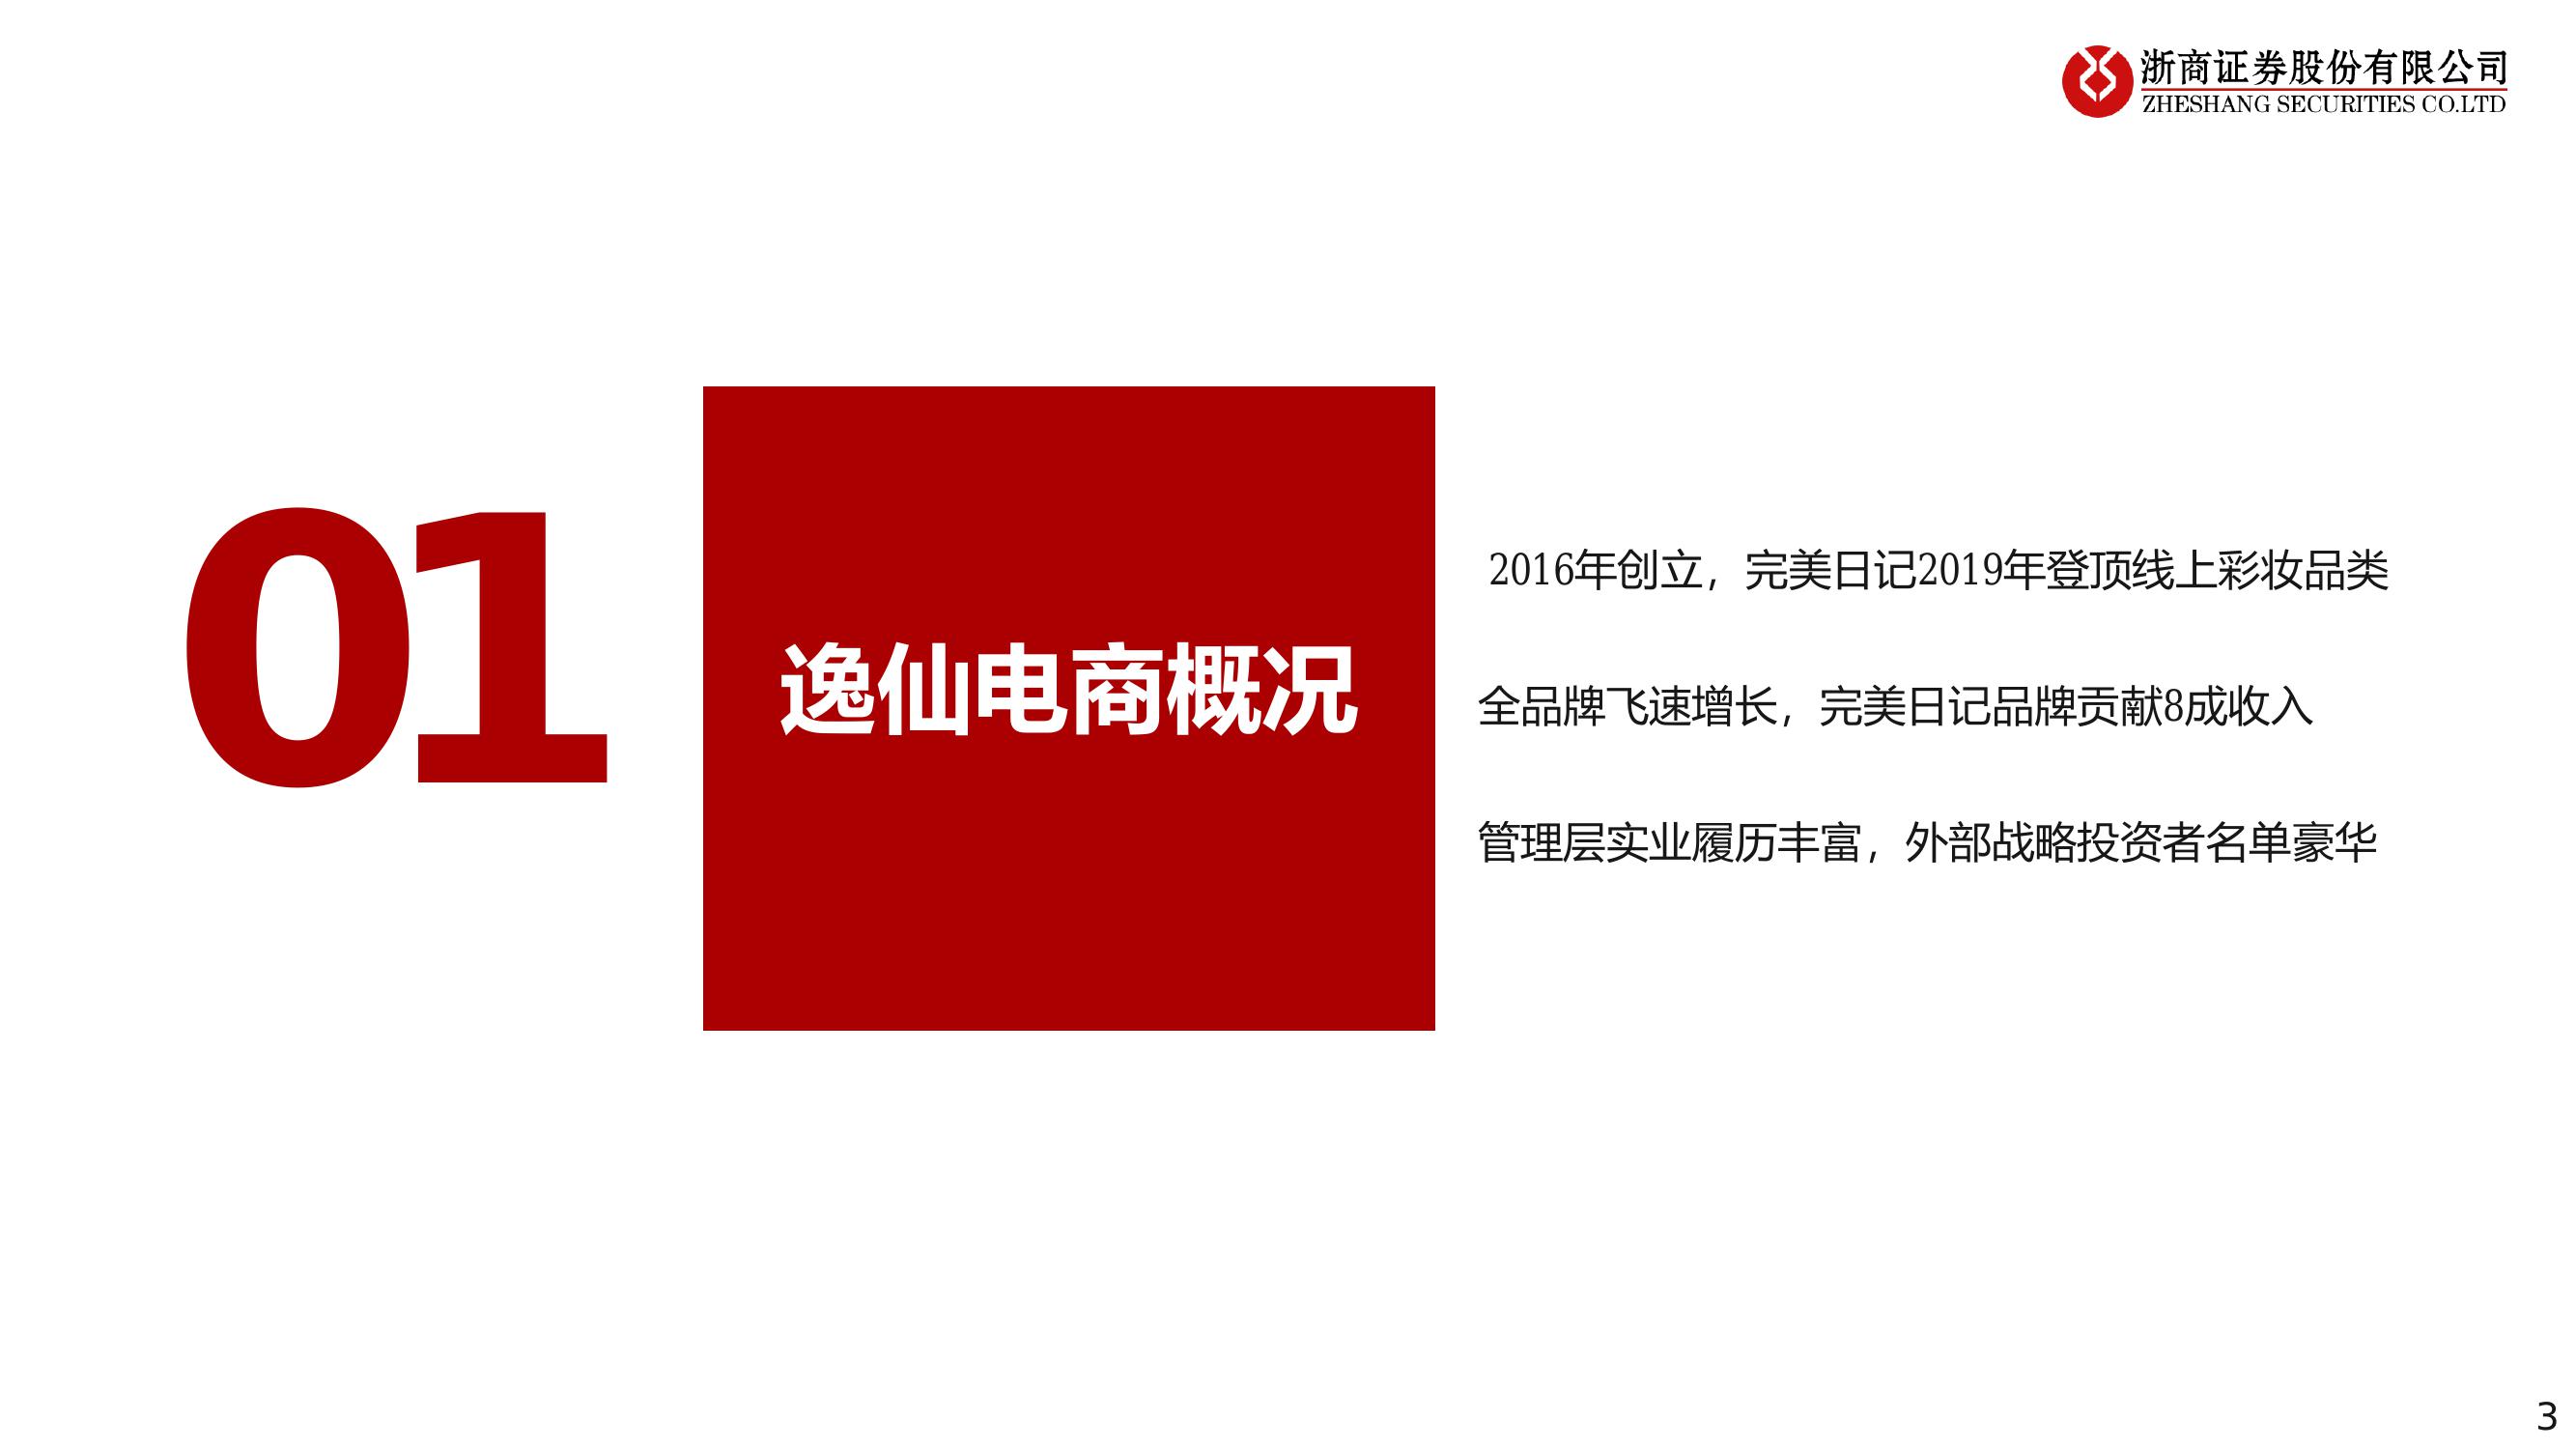 浙商证券股份有限公司
ZHESHANG SECURITIES CO.LTD
01
逸仙电商概况
2016年创立，完美日记2019年登顶线上彩妆品类
全品牌飞速增长，完美日记品牌贡献8成收入
管理层实业履历丰富，外部战略投资者名单豪华
3